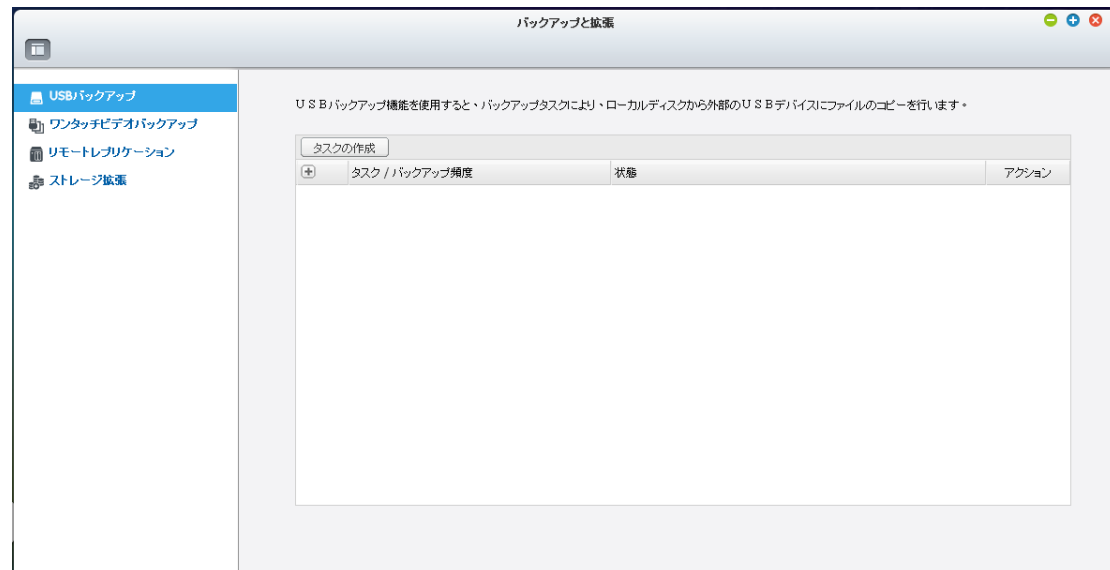 バックアップと拡張
USBバックアップ
ワンタッチビデオバックアップ
リモートレプリケーション
ストレージ拡張
ＵＳＢバックアップ機能を使用すると、バックアップタスクにより、ローカルディスクから外部のＵＳＢデバイスにファイルのコピーを行います。
タスクの作成
タスク / バックアップ頻度 状態 アクション